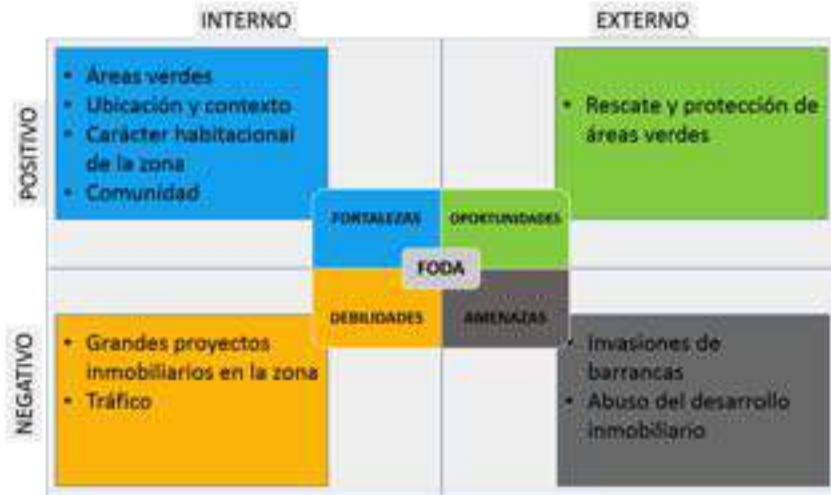 INTERNO
EXTERNO
POSITIVO
• Áreas verdes
• Ubicación y contexto
• Carácter habitacional
de la zona
• Comunidad
• Rescate y protección de
áreas verdes
FORTALEZAS
OPORTUNIDADES
FODA
DEBILIDADES
AMENAZAS
NEGATIVO
• Grandes proyectos
inmobiliarios en la zona
• Tráfico
• Invasiones de
barrancas
• Abuso del desarrollo
inmobiliario